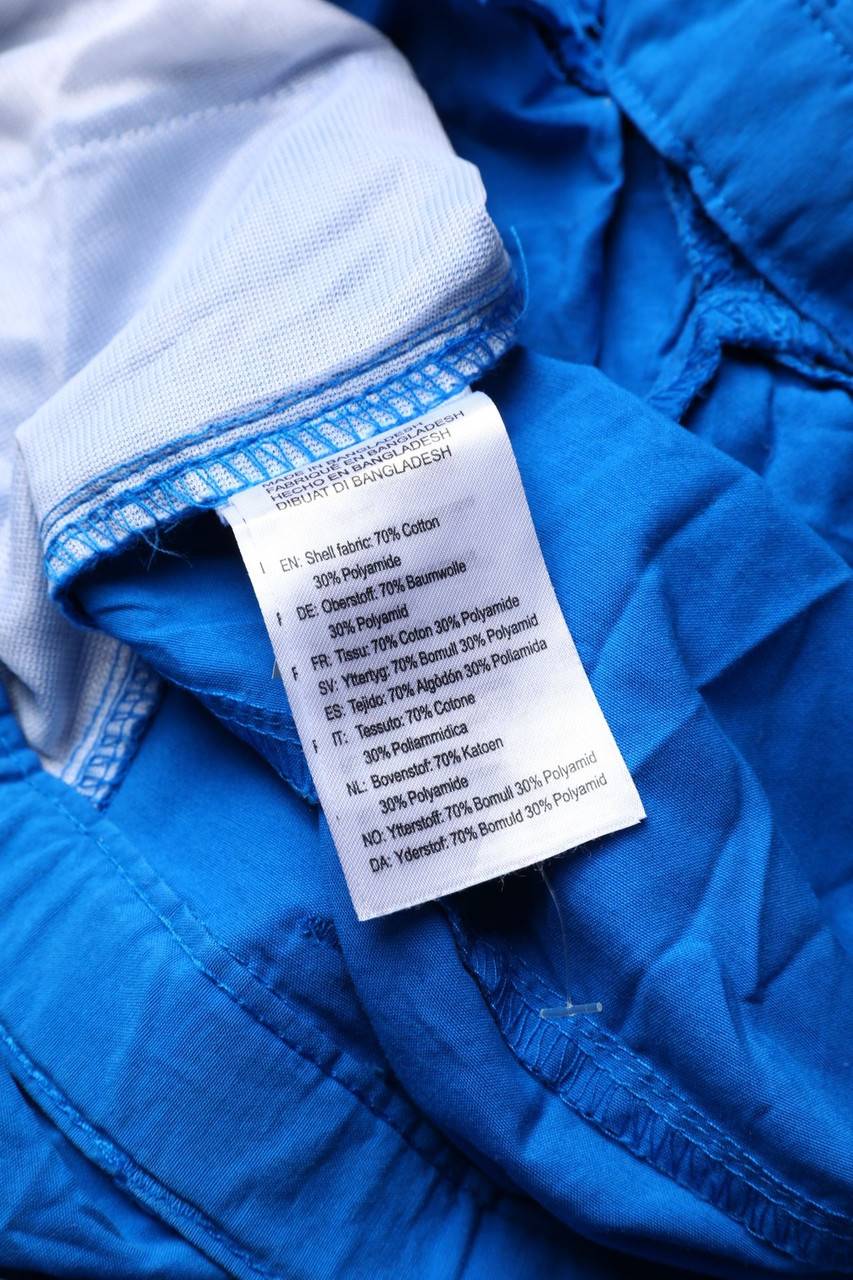 MADE IN BANGLADESH
FABRIQUÉ EN BANGLADESH
HECHO EN BANGLADESH
DIBUAT DI BANGLADESH
EN: Shell fabric: 70% Cotton
30% Polyamide
DE: Oberstoff: 70% Baumwolle
30% Polyamid
FR: Tissu: 70% Coton 30% Polyamide
SV: Yttertyg: 70% Bomull 30% Polyamid
ES: Tejido: 70% Algodón 30% Poliamida
IT: Tessuto: 70% Cotone
30% Poliammidica
NL: Bovenstof: 70% Katoen
30% Polyamide
NO: Ytterstoff: 70% Bomull 30% Polyamid
DA: Yderstof: 70% Bomuld 30% Polyamid